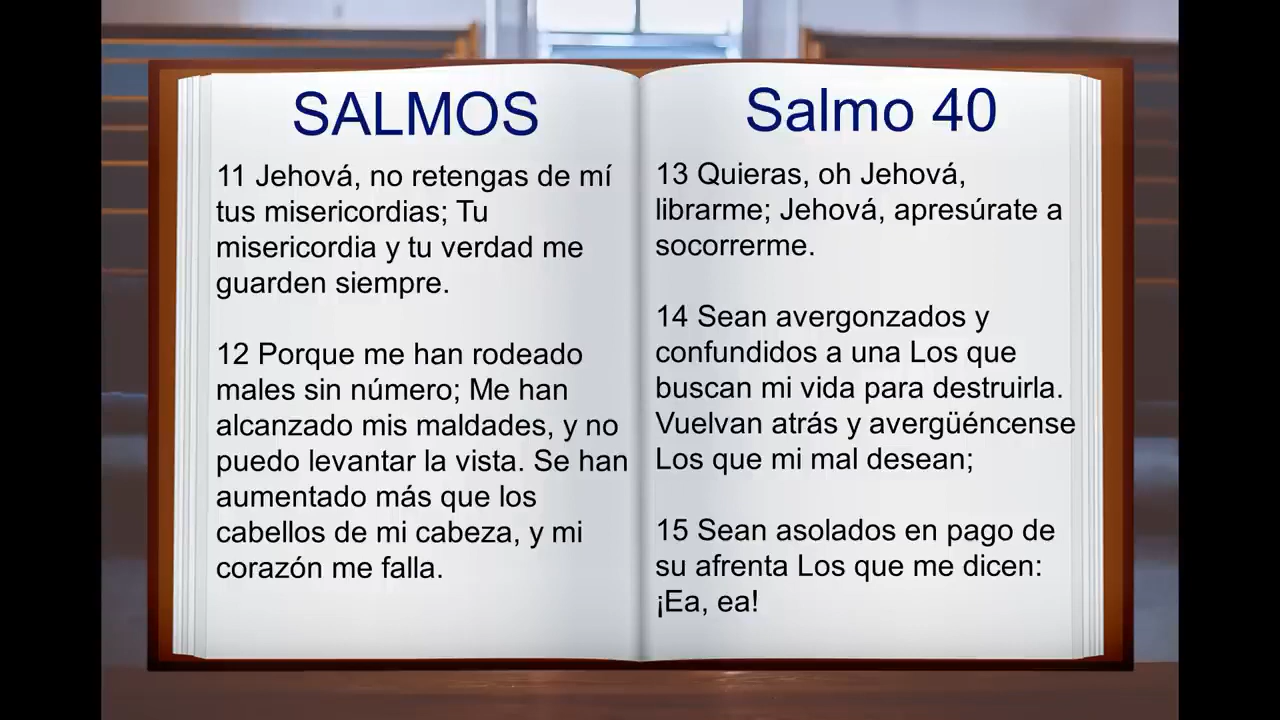 SALMOS
11 Jehová, no retengas de mí
tus misericordias; Tu
misericordia y tu verdad me
guarden siempre.
12 Porque me han rodeado
males sin número; Me han
alcanzado mis maldades, y no
puedo levantar la vista. Se han
aumentado más que los
cabellos de mi cabeza, y mi
corazón me falla.
Salmo 40
13 Quieras, oh Jehová,
librarme; Jehová, apresúrate a
socorrerme.
14 Sean avergonzados y
confundidos a una Los que
buscan mi vida para destruirla.
Vuelvan atrás y avergüéncense
Los que mi mal desean;
15 Sean asolados en pago de
su afrenta Los que me dicen:
¡Ea, ea!